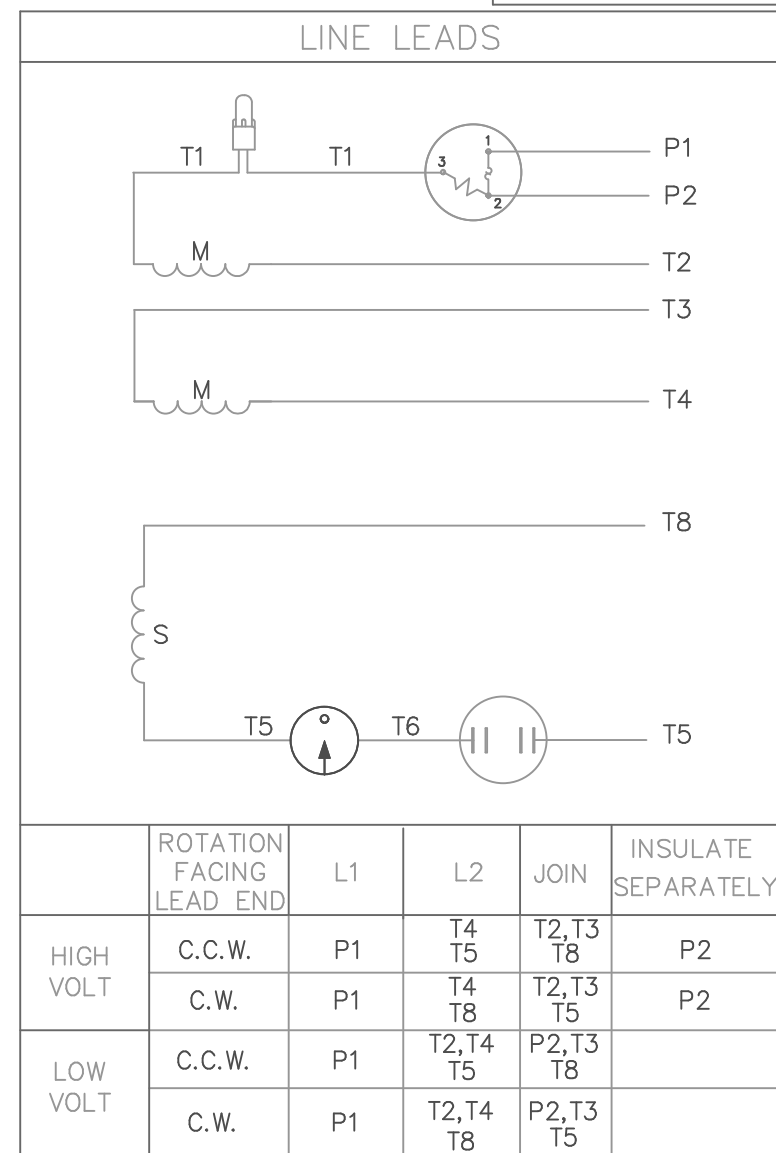 LINE LEADS
T1 T1 3 1 2 P1
P2
M T2
T3
M T4
T8
S
T5 T6 T5
ROTATION
FACING
LEAD END
L1
L2
JOIN
INSULATE
SEPARATELY
HIGH
VOLT
C.C.W.
P1
T4
T5
T2,T3
T8
P2
C.W.
P1
T4
T8
T2,T3
T5
P2
LOW
VOLT
C.C.W.
P1
T2,T4
T5
P2,T3
T8
C.W.
P1
T2,T4
T8
P2,T3
T5